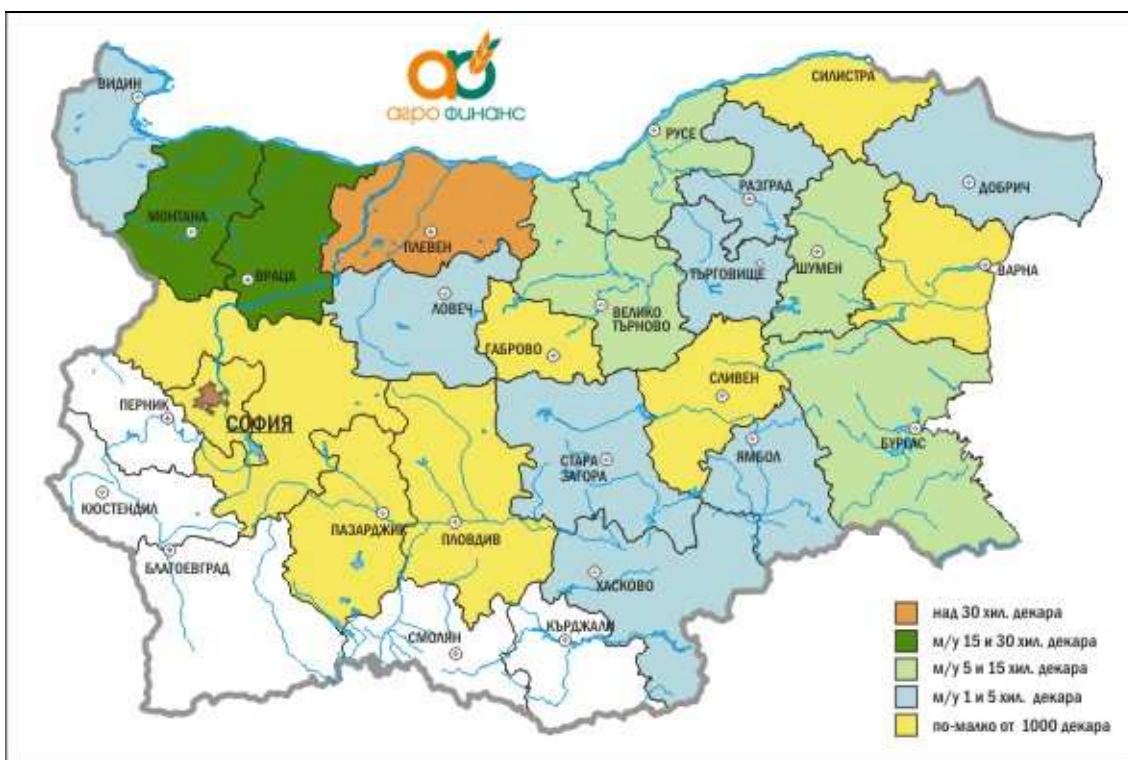 агро финанс
ВИДИН
СИЛИСТРА
РУСЕ
РАЗГРАД
ДОБРИЧ
МОНТАНА
ПЛЕВЕН
ВРАЦА
ТЪРГОВИЩЕ
ШУМЕН
ВАРНА
ЛОВЕЧ
ВЕЛИКО
ТЪРНОВО
ГАБРОВО
СЛИВЕН
ПЕРНИК
СОФИЯ
БУРГАС
ЯМБОЛ
СТАРА
ЗАГОРА
КЮСТЕНДИЛ
ПАЗАРДЖИК
ПЛОВДИВ
БЛАГОЕВГРАД
ХАСКОВО
СМОЛЯН
КЪРДЖАЛИ
над 30 хил. декара
м/у 15 и 30 хил. декара
м/у 5 и 15 хил. декара
м/у 1 и 5 хил. декара
по-малко от 1000 декара